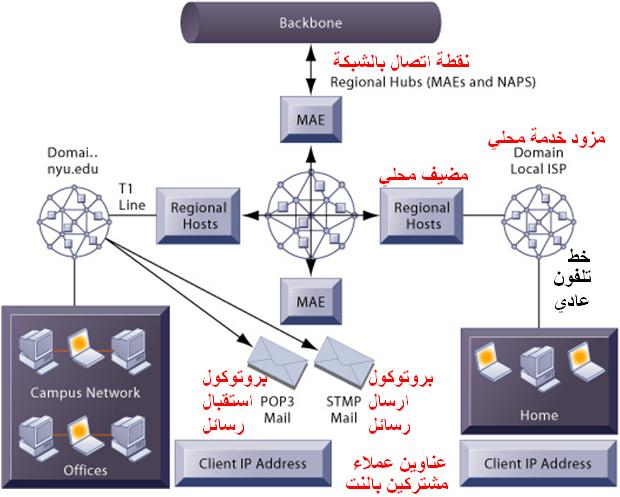 Backbone
نقطة اتصال بالشبكة
Regional Hubs (MAEs and NAPS)
MAE
مزود خدمة محلي
Domai..
nyu.edu
Domain
Local ISP
T1
Line
مضيف محلي
Regional
Hosts
Regional
Hosts
خط
تلفون
عادي
MAE
بروتوكول
استقبال
رسائل
POP3
Mail
بروتوكول
ارسال
رسائل
STMP
Mail
Campus Network
Offices
Home
Client IP Address
عناوين عملاء
مشتركين بالنت
Client IP Address